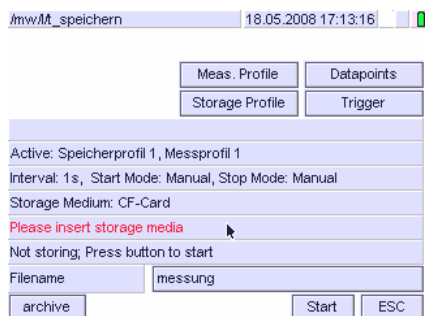 /mw/l/t_speichern 18.05.2008 17:13:16
Meas. Profile Datapoints
Storage Profile Trigger
Active: Speicherprofil 1, Messprofil 1
Interval: 1s, Start Mode: Manual, Stop Mode: Manual
Storage Medium: CF-Card
Please insert storage media
Not storing; Press button to start
Filename messung
archive Start ESC